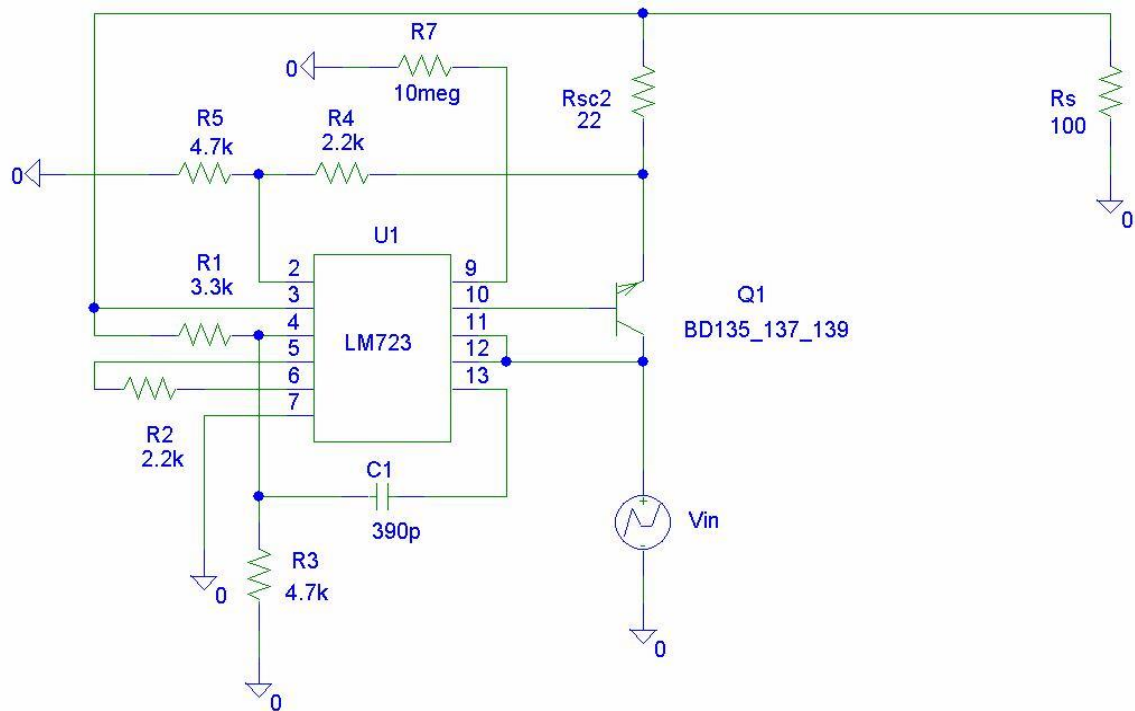 R7
0
10meg
Rsc2
22
Rs
100
R5
4.7k
R4
2.2k
0
0
U1
R1
3.3k
2
3
4
5
6
7
LM723
9
10
11
12
13
Q1
BD135_137_139
R2
2.2k
C1
390p
Vin
R3
4.7k
0
0
0